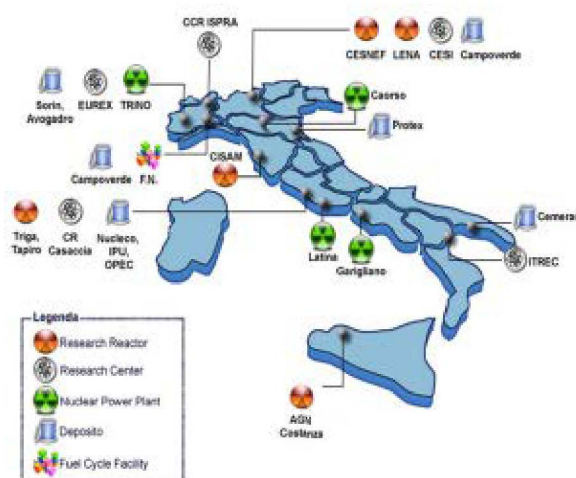 CCR ISPRA
CESNEF LENA CESI Campoverde
Sorin, Avogadro
EUREX
TRINO
Caorso
Protex
Campoverde F.N.
CISAM
Triga, Tapiro
CR Casaccia
Nucleco, IPU, OPEC
Latina
Garigliano
Cemerad
ITREC
AGN Costanza
Legenda
Research Reactor
Research Center
Nuclear Power Plant
Deposito
Fuel Cycle Facility